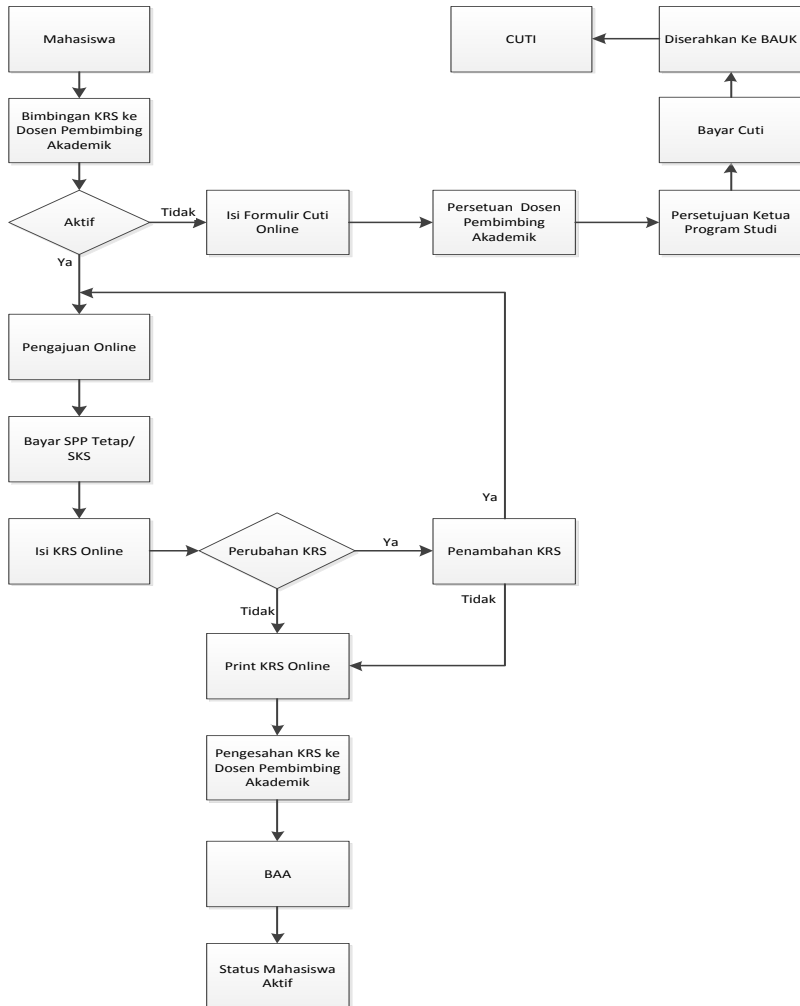 Mahasiswa
CUTI
Diserahkan Ke BAUK
Bimbingan KRS ke
Dosen Pembimbing
Akademik
Bayar Cuti
Aktif
Tidak
Isi Formulir Cuti
Online
Persetuan Dosen
Pembimbing
Akademik
Persetujuan Ketua
Program Studi
Ya
Pengajuan Online
Bayar SPP Tetap/
SKS
Ya
Isi KRS Online
Perubahan KRS
Ya
Penambahan KRS
Tidak
Tidak
Print KRS Online
Pengesahan KRS ke
Dosen Pembimbing
Akademik
BAA
Status Mahasiswa
Aktif